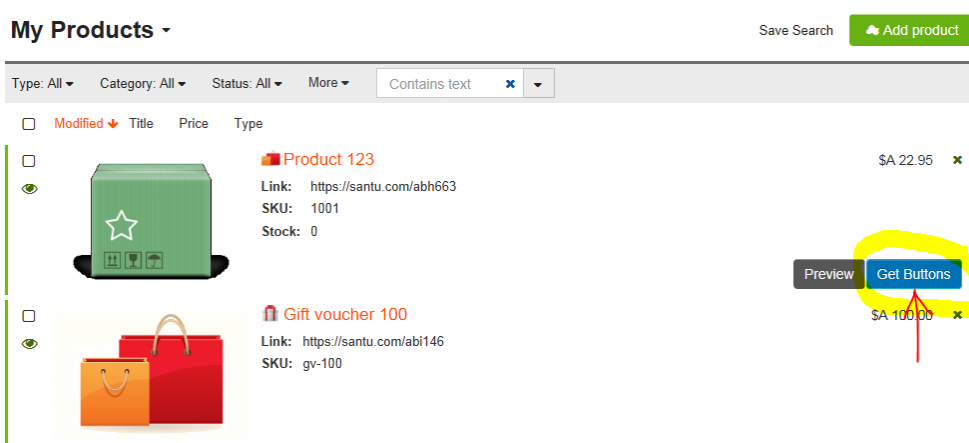 My Products
Save Search
Add product
Type: All
Category: All
Status: All
More
Contains text
Modified Title Price Type
Product 123
$A 22.95
Link: https://santu.com/abh663
SKU: 1001
Stock: 0
Preview
Get Buttons
Gift voucher 100
$A 100.00
Link: https://santu.com/abi146
SKU: gv-100